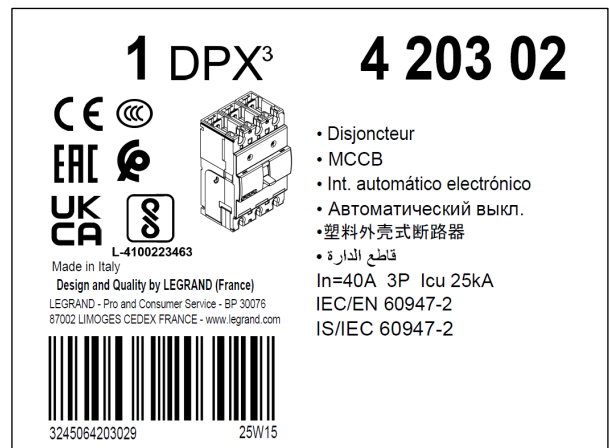 1 DPX³
4 203 02
CE
CCC
EAC
UK
CA
L-4100223463
Made in Italy
Design and Quality by LEGRAND (France)
LEGRAND - Pro and Consumer Service - BP 30076
87002 LIMOGES CEDEX FRANCE - www.legrand.com
3245064203029
25W15
• Disjoncteur
• MCCB
• Int. automático electrónico
• Автоматический выкл.
•塑料外壳式断路器
• قاطع الدارة
In=40A 3P Icu 25kA
IEC/EN 60947-2
IS/IEC 60947-2